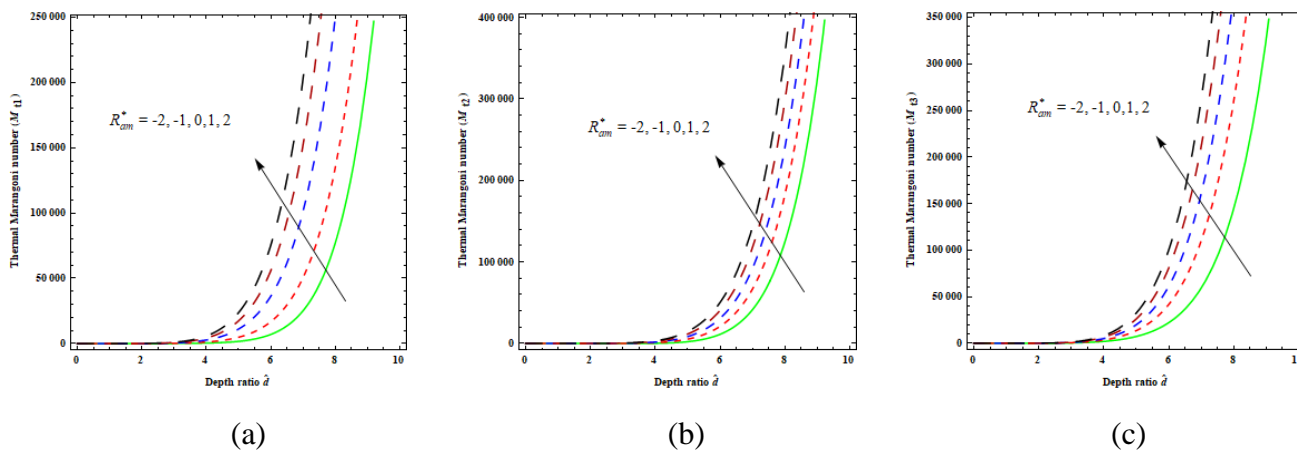 250 000
200 000
150 000
100 000
50 000
0
Thermal Marangoni number (M t1)
R*am = -2, -1, 0,1, 2
0 2 4 6 8 10
Depth ratio d̂
(a)
400 000
300 000
200 000
100 000
0
Thermal Marangoni number (M t2)
R*am = -2, -1, 0,1, 2
0 2 4 6 8 10
Depth ratio d̂
(b)
350 000
300 000
250 000
200 000
150 000
100 000
50 000
0
Thermal Marangoni number (M t3)
R*am = -2, -1, 0,1, 2
0 2 4 6 8 1
Depth ratio d̂
(c)